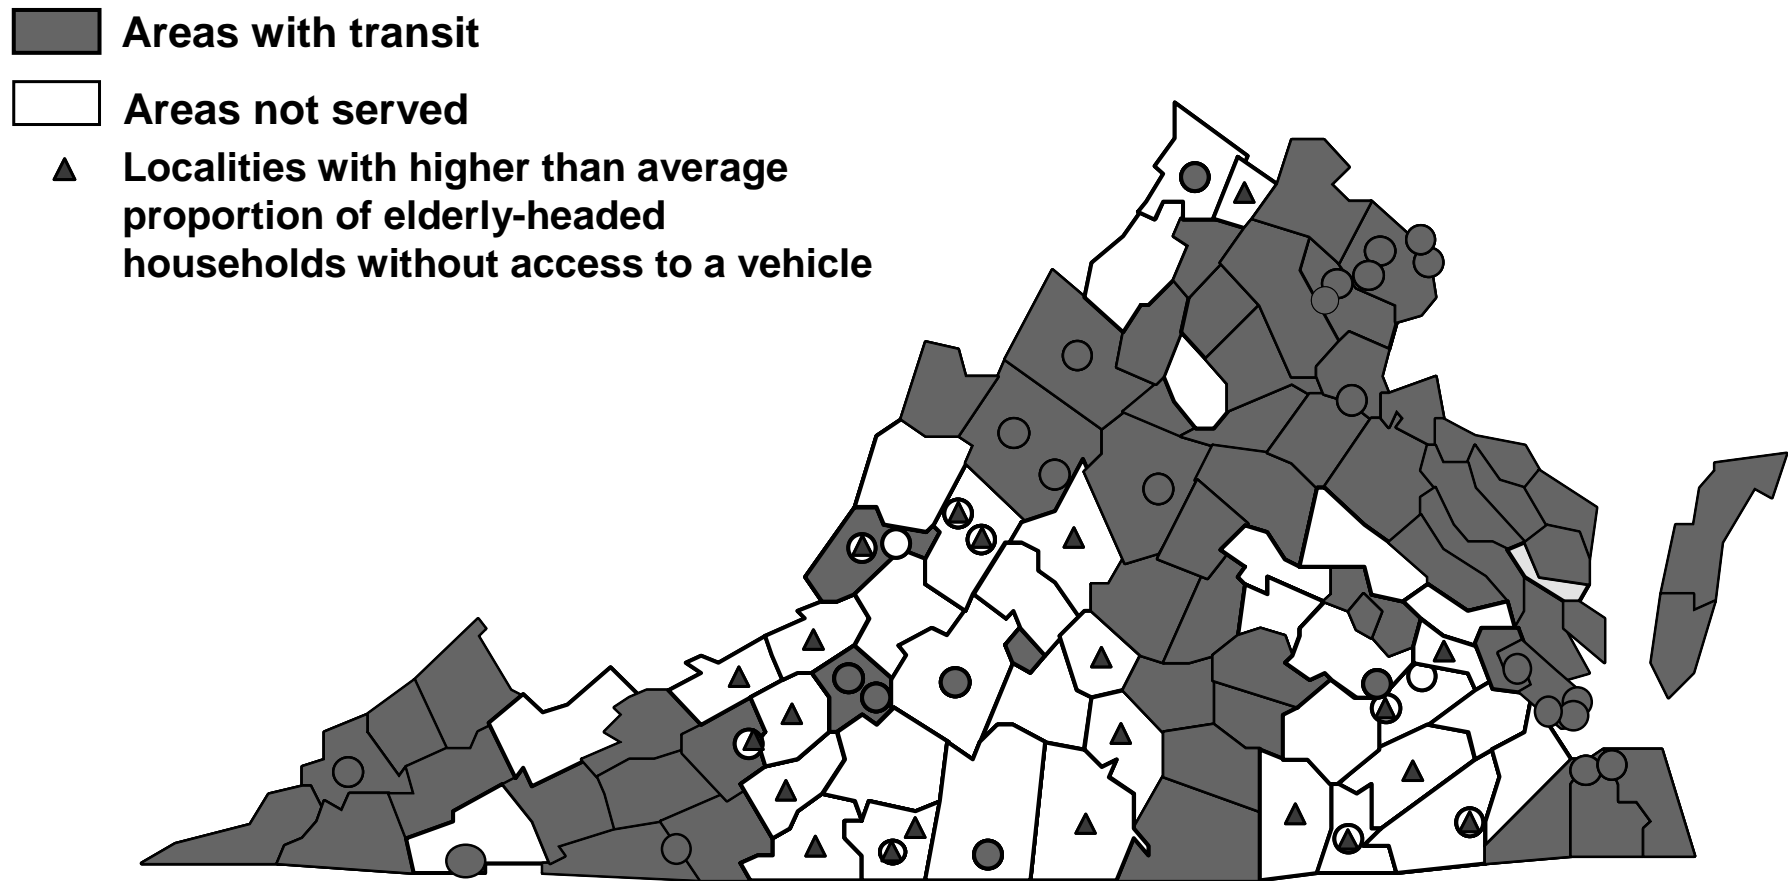 Areas with transit
Areas not served
Localities with higher than average
proportion of elderly-headed
households without access to a vehicle